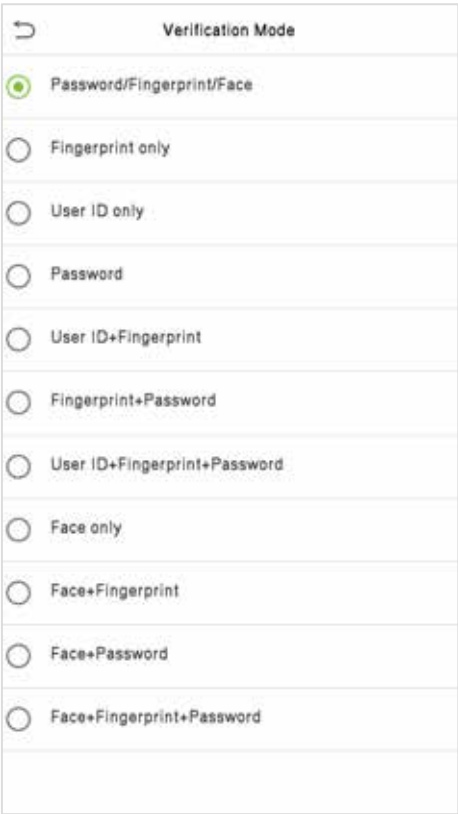 Verification Mode
Password/Fingerprint/Face
Fingerprint only
User ID only
Password
User ID+Fingerprint
Fingerprint+Password
User ID+Fingerprint+Password
Face only
Face+Fingerprint
Face+Password
Face+Fingerprint+Password